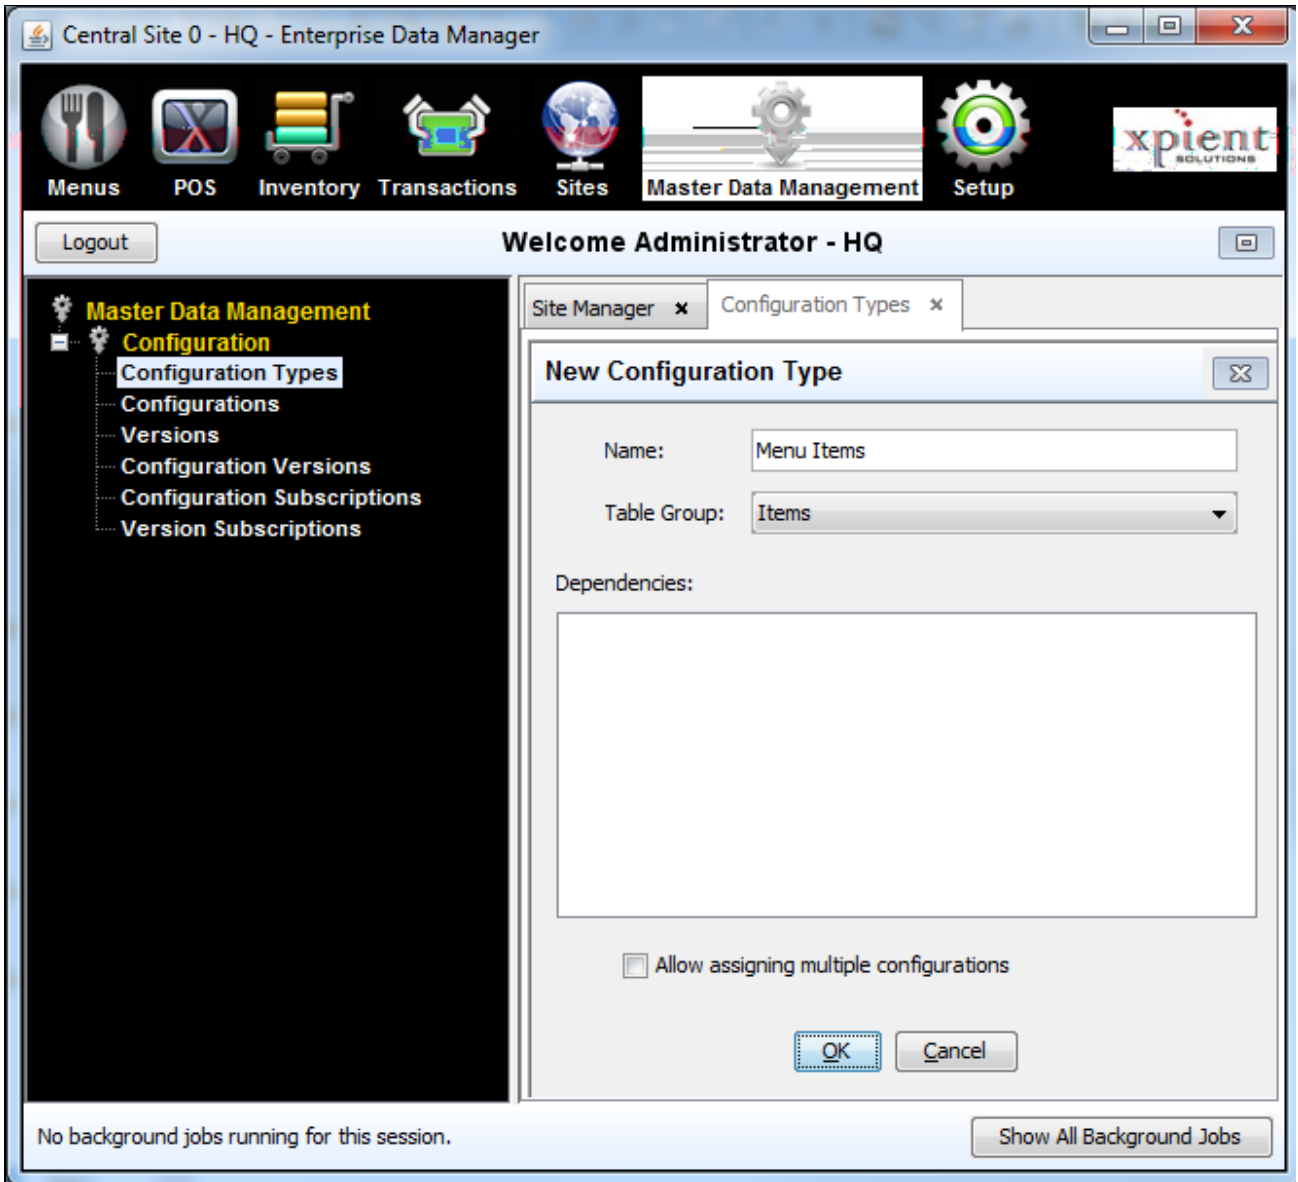 Central Site 0 - HQ - Enterprise Data Manager
Menus POS Inventory Transactions Sites Master Data Management Setup
xpient
SOLUTIONS
Logout Welcome Administrator - HQ
Master Data Management
Configuration
Configuration Types
Configurations
Versions
Configuration Versions
Configuration Subscriptions
Version Subscriptions
Site Manager Configuration Types
New Configuration Type
Name: Menu Items
Table Group: Items
Dependencies:
Allow assigning multiple configurations
OK Cancel
No background jobs running for this session. Show All Background Jobs